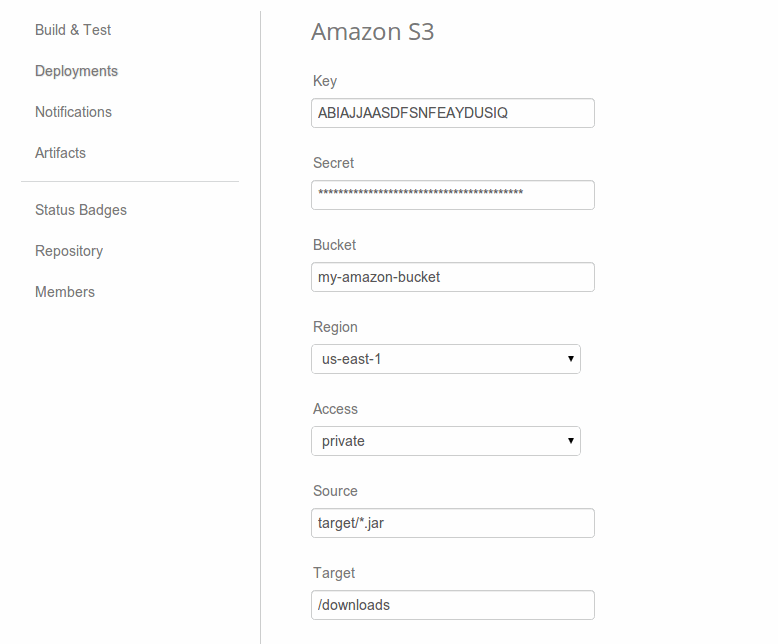 Build & Test
Deployments
Notifications
Artifacts
Status Badges
Repository
Members
Amazon S3
Key
ABIAJJAASDFSNFEAYDUSIQ
Secret
*****************************************
Bucket
my-amazon-bucket
Region
us-east-1
Access
private
Source
target/*.jar
Target
/downloads